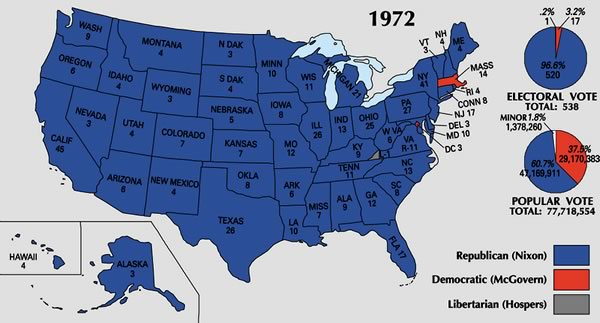 1972
WASH
9
OREGON
6
CALIF
45
NEVADA
3
IDAHO
4
MONTANA
4
WYOMING
3
UTAH
4
COLORADO
7
ARIZONA
6
NEW MEXICO
4
N DAK
3
S DAK
4
NEBRASKA
5
KANSAS
7
OKLA
8
TEXAS
26
MINN
10
IOWA
8
MO
12
ARK
6
LA
10
WIS
11
ILL
26
MICHIGAN 21
IND
13
OHIO
25
KY
9
TENN
11
MISS
7
ALA
9
GA
12
FLA 17
SC
8
NC
13
VA
R-11
W VA
6
PA
27
NY
41
VT
3
NH
4
ME
4
MASS
14
RI 4
CONN 8
NJ 17
DEL 3
MD 10
DC 3
HAWAII
4
ALASKA
3
.2%
1
3.2%
17
96.6%
520
ELECTORAL VOTE
TOTAL: 538
MINOR 1.8%
1,378,260
37.5%
29,170,383
60.7%
47,169,911
POPULAR VOTE
TOTAL: 77,718,554
Republican (Nixon)
Democratic (McGovern)
Libertarian (Hospers)